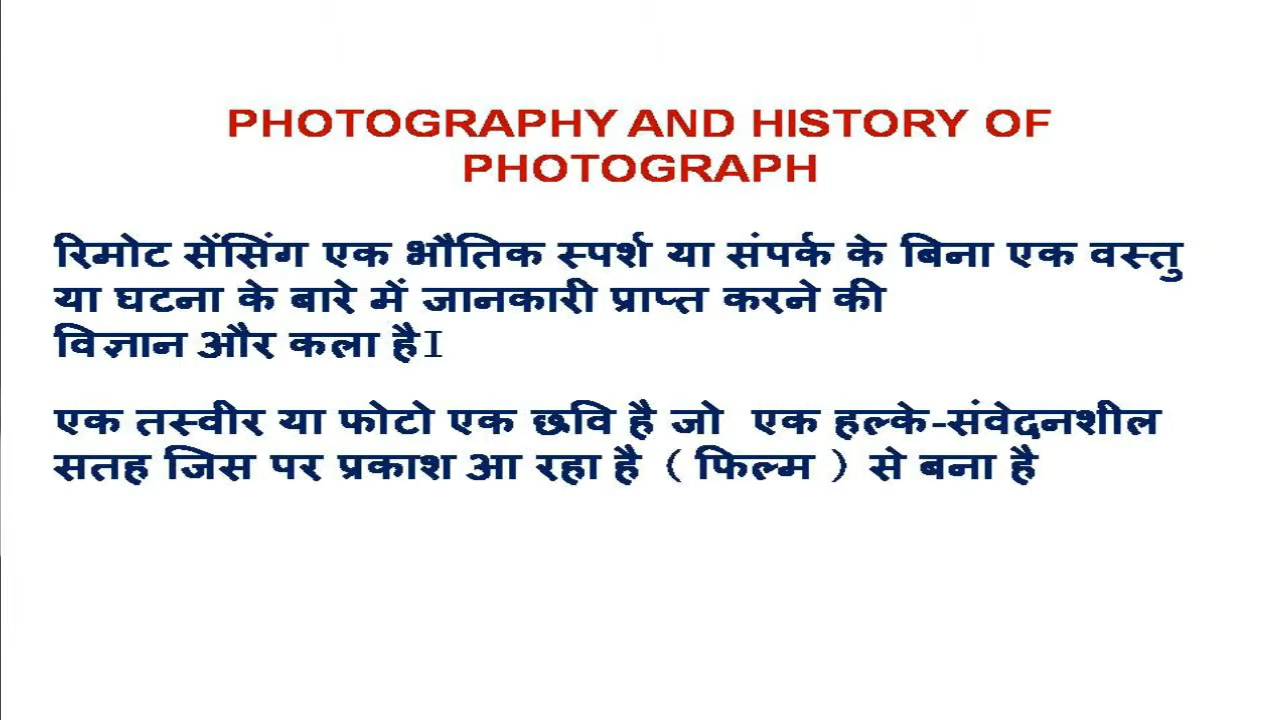 PHOTOGRAPHY AND HISTORY OF
PHOTOGRAPH
रिमोट सेंसिंग एक भौतिक स्पर्श या संपर्क के बिना एक वस्तु
या घटना के बारे में जानकारी प्राप्त करने की
विज्ञान और कला हैI
एक तस्वीर या फोटो एक छवि है जो एक हल्के-संवेदनशील
सतह जिस पर प्रकाश आ रहा है ( फिल्म ) से बना है